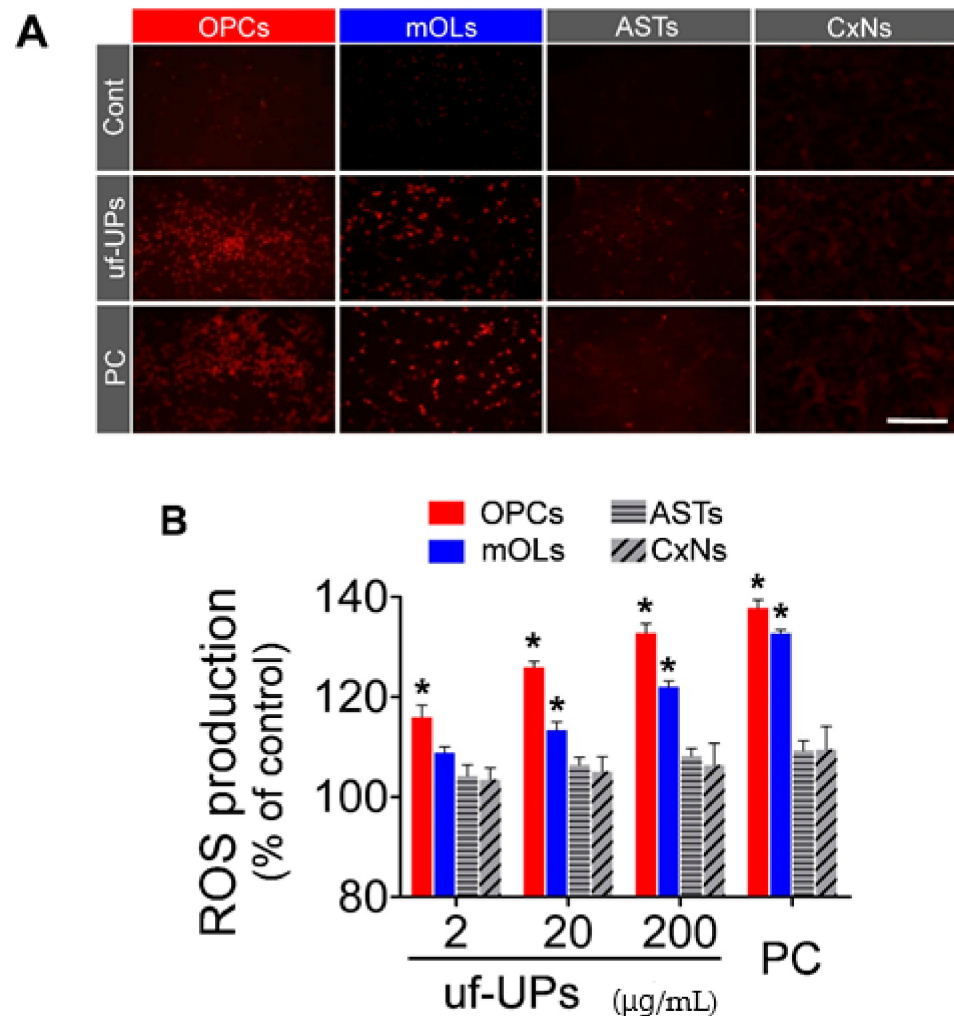 A
OPCs mOLs ASTs CxNs
Cont
uf-UPs
PC
B
OPCs ASTs
mOLs CxNs
ROS production
(% of control)
140
120
100
80
* * * * * * *
2 20 200 PC
uf-UPs (μg/mL)